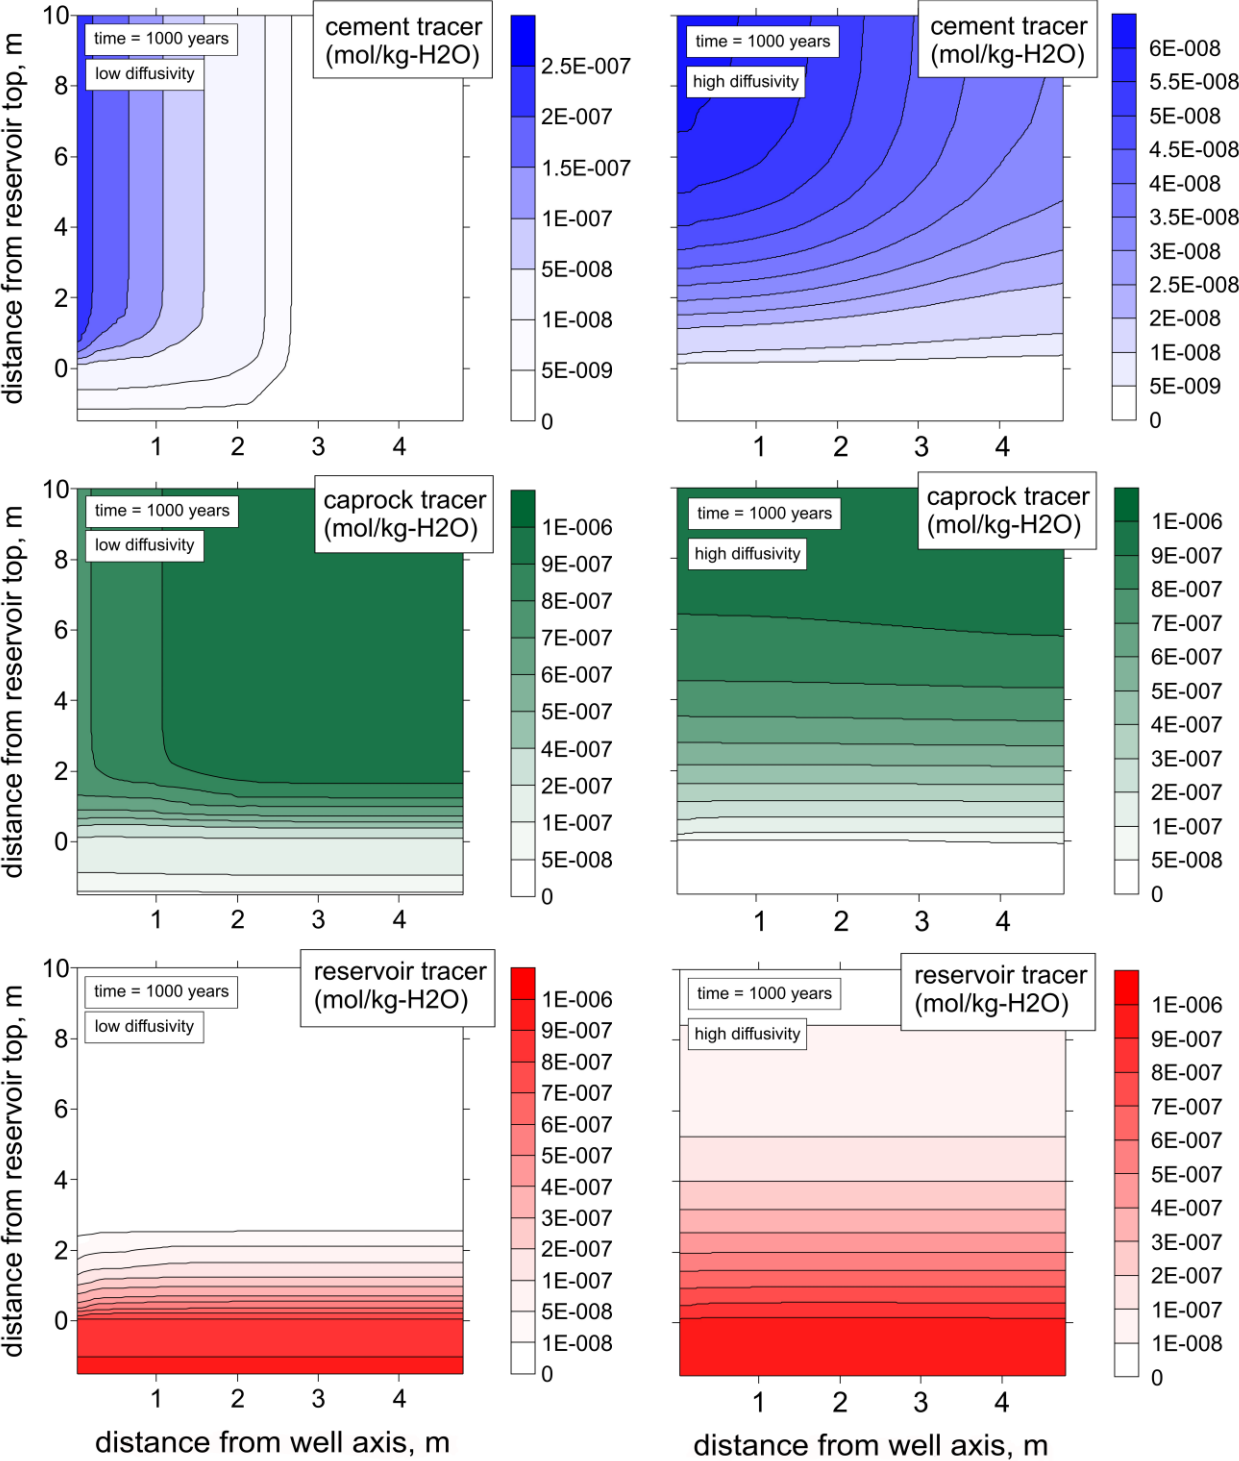 cement tracer
(mol/kg-H2O)
time = 1000 years
low diffusivity
distance from reservoir top, m
10
8
6
4
2
0
1
2
3
4
2.5E-007
2E-007
1.5E-007
1E-007
5E-008
1E-008
5E-009
0
cement tracer
(mol/kg-H2O)
time = 1000 years
high diffusivity
1
2
3
4
6E-008
5.5E-008
5E-008
4.5E-008
4E-008
3.5E-008
3E-008
2.5E-008
2E-008
1E-008
5E-009
0
caprock tracer
(mol/kg-H2O)
time = 1000 years
low diffusivity
distance from reservoir top, m
10
8
6
4
2
0
1
2
3
4
1E-006
9E-007
8E-007
7E-007
6E-007
5E-007
4E-007
2E-007
1E-007
5E-008
0
caprock tracer
(mol/kg-H2O)
time = 1000 years
high diffusivity
1
2
3
4
1E-006
9E-007
8E-007
7E-007
6E-007
5E-007
4E-007
3E-007
2E-007
1E-007
5E-008
0
reservoir tracer
(mol/kg-H2O)
time = 1000 years
low diffusivity
distance from reservoir top, m
10
8
6
4
2
0
1
2
3
4
distance from well axis, m
1E-006
9E-007
8E-007
7E-007
6E-007
5E-007
4E-007
3E-007
2E-007
1E-007
5E-008
1E-008
0
reservoir tracer
(mol/kg-H2O)
time = 1000 years
high diffusivity
1
2
3
4
distance from well axis, m
1E-006
9E-007
8E-007
7E-007
6E-007
5E-007
4E-007
3E-007
2E-007
1E-007
1E-008
0